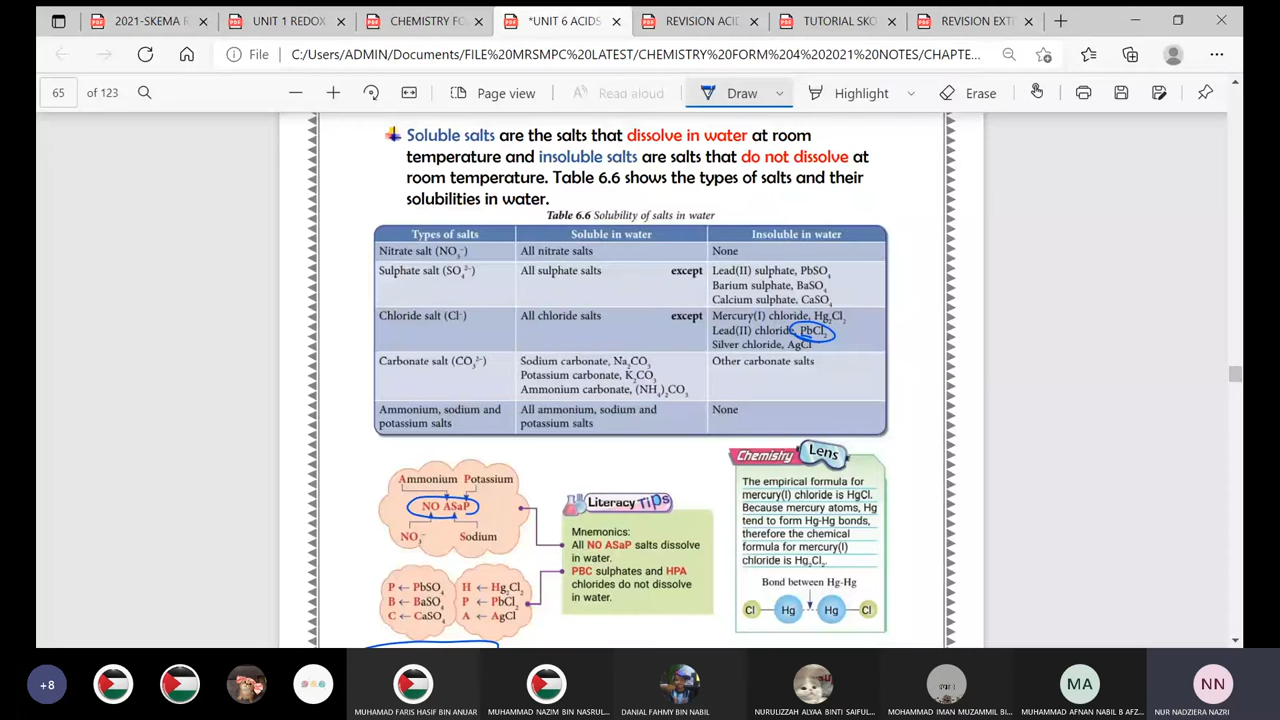 2021-SKEMA R
UNIT 1 REDOX
CHEMISTRY FO
*UNIT 6 ACIDS
REVISION ACID
TUTORIAL SKO
REVISION EXT
File
C:/Users/ADMIN/Documents/FILE%20MRSMPC%20LATEST/CHEMISTRY%20FORM%204%202021%20NOTES/CHAPTE...
65 of 123
Page view
Read aloud
Draw
Highlight
Erase
Soluble salts are the salts that dissolve in water at room
temperature and insoluble salts are salts that do not dissolve at
room temperature. Table 6.6 shows the types of salts and their
solubilities in water.
Table 6.6 Solubility of salts in water
Types of salts Soluble in water Insoluble in water
Nitrate salt (NO₃⁻) All nitrate salts None
Sulphate salt (SO₄²⁻) All sulphate salts except Lead(II) sulphate, PbSO₄
Barium sulphate, BaSO₄
Calcium sulphate, CaSO₄
Chloride salt (Cl⁻) All chloride salts except Mercury(I) chloride, Hg₂Cl₂
Lead(II) chloride, PbCl₂
Silver chloride, AgCl
Carbonate salt (CO₃²⁻) Sodium carbonate, Na₂CO₃ Other carbonate salts
Potassium carbonate, K₂CO₃
Ammonium carbonate, (NH₄)₂CO₃
Ammonium, sodium and All ammonium, sodium and None
potassium salts potassium salts
Ammonium Potassium
NO ASaP
NO₃⁻ Sodium
P ← PbSO₄
B ← BaSO₄
C ← CaSO₄
H ← Hg₂Cl₂
P ← PbCl₂
A ← AgCl
Literacy Tips
Mnemonics:
All NO ASaP salts dissolve
in water.
PBC sulphates and HPA
chlorides do not dissolve
in water.
Chemistry Lens
The empirical formula for
mercury(I) chloride is HgCl.
Because mercury atoms, Hg
tend to form Hg-Hg bonds,
therefore the chemical
formula for mercury(I)
chloride is Hg₂Cl₂.
Bond between Hg-Hg
Cl Hg Hg Cl
+8
MA
NN
MUHAMAD FARIS HASIF BIN ANUAR
MUHAMMAD NAZIM BIN NASRUL...
DANIAL FAHMY BIN NABIL
NURULIZZAH ALYAA BINTI SAIFUL...
MOHAMMAD IMAN MUZAMMIL BI...
MUHAMMAD AFNAN NABIL B AFZ...
NUR NADZIERA NAZRI